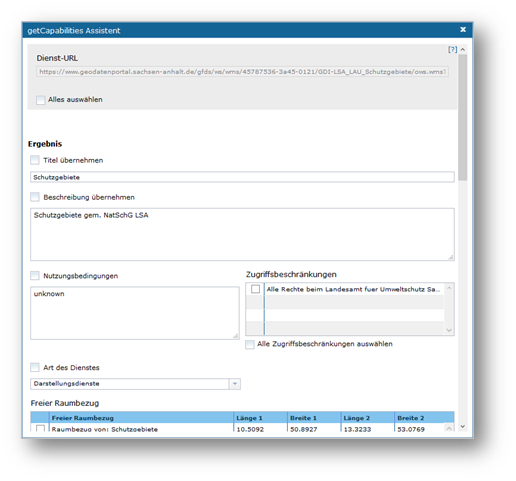 getCapabilities Assistent
[?]
Dienst-URL
https://www.geodatenportal.sachsen-anhalt.de/gfds/ws/wms/45787536-3a45-0121/GDI-LSA_LAU_Schutzgebiete/ows.wms?
Alles auswählen
Ergebnis
Titel übernehmen
Schutzgebiete
Beschreibung übernehmen
Schutzgebiete gem. NatSchG LSA
Nutzungsbedingungen
Zugriffsbeschränkungen
unknown
Alle Rechte beim Landesamt fuer Umweltschutz Sa...
Alle Zugriffsbeschränkungen auswählen
Art des Dienstes
Darstellungsdienste
Freier Raumbezug
Freier Raumbezug Länge 1 Breite 1 Länge 2 Breite 2
Raumbezug von: Schutzgebiete 10.5092 50.8927 13.3233 53.0769